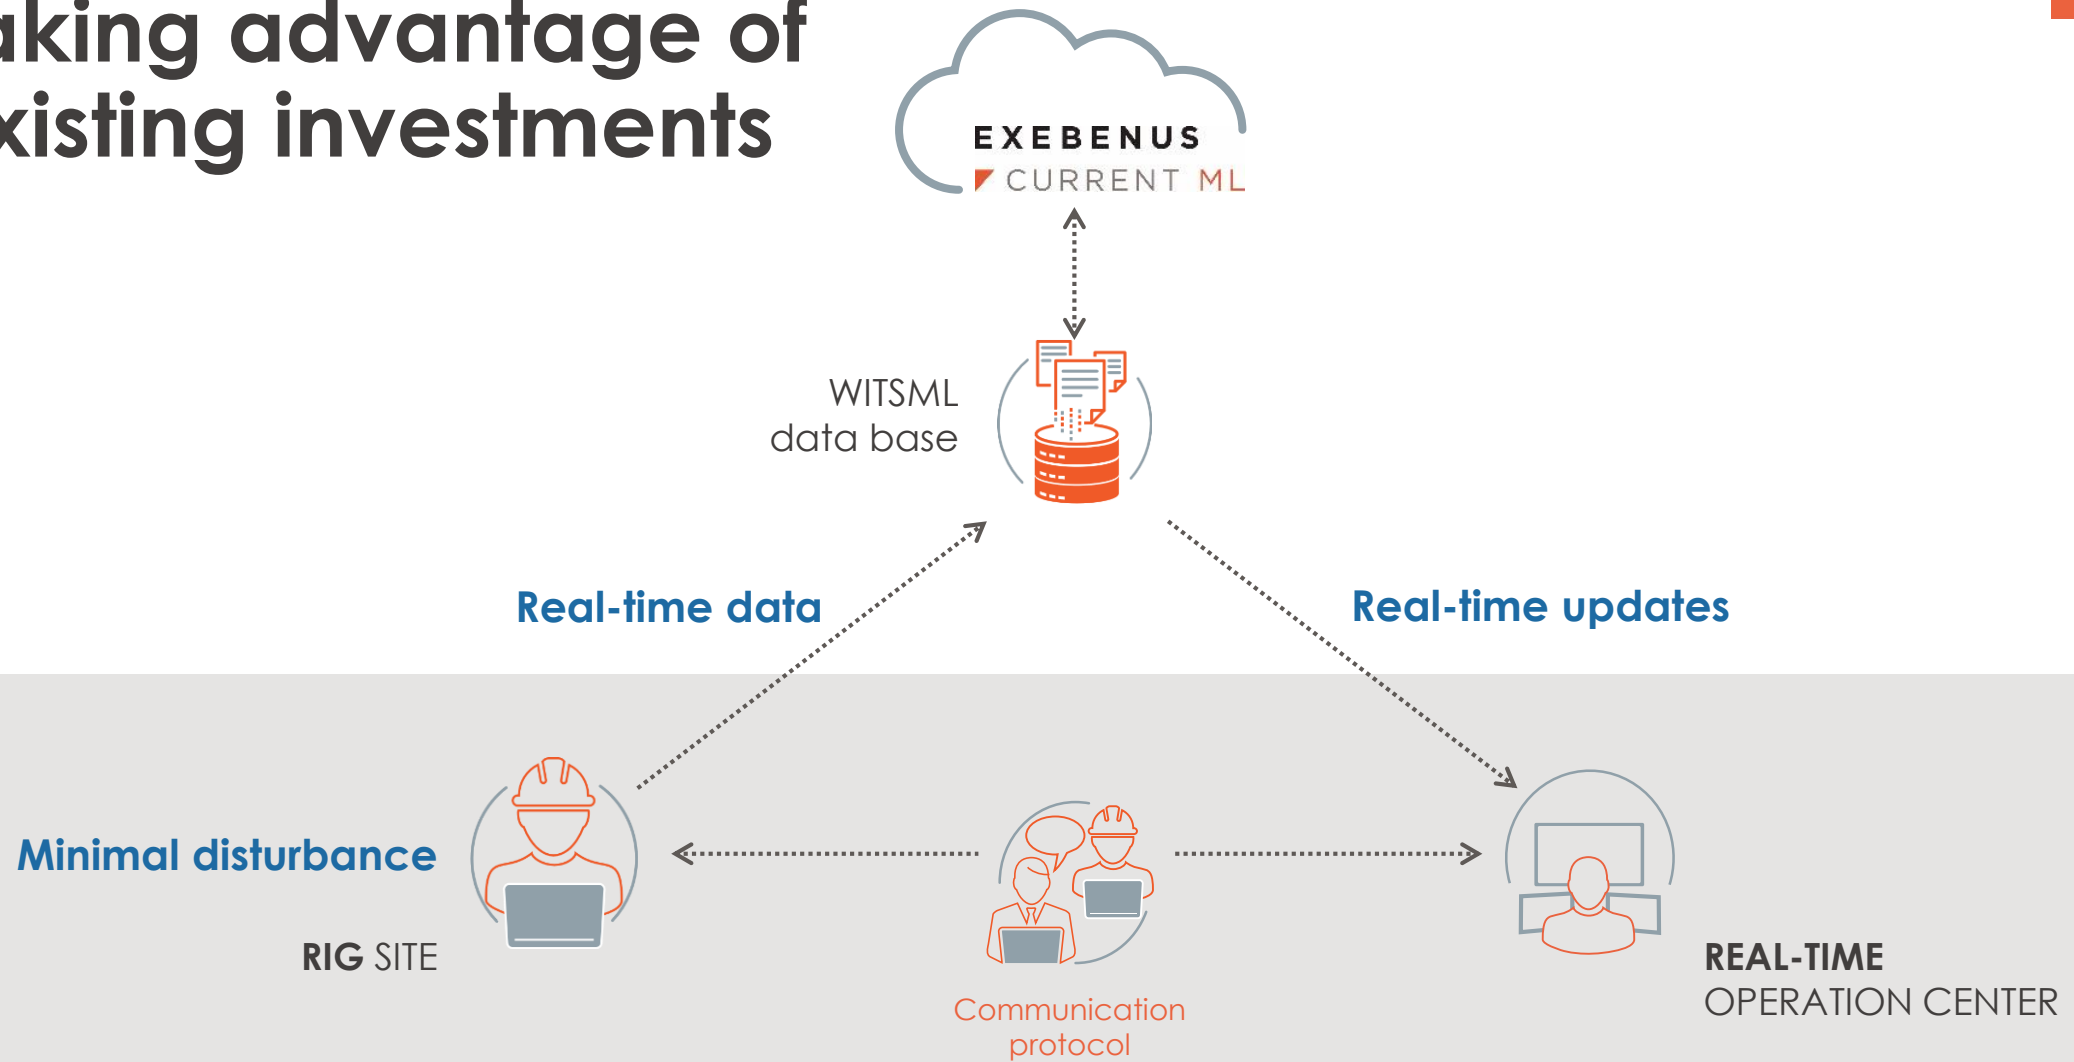 aking advantage of
xisting investments
EXEBENUS
CURRENT ML
WITSML
data base
Real-time data
Real-time updates
Minimal disturbance
RIG SITE
REAL-TIME
OPERATION CENTER
Communication
protocol